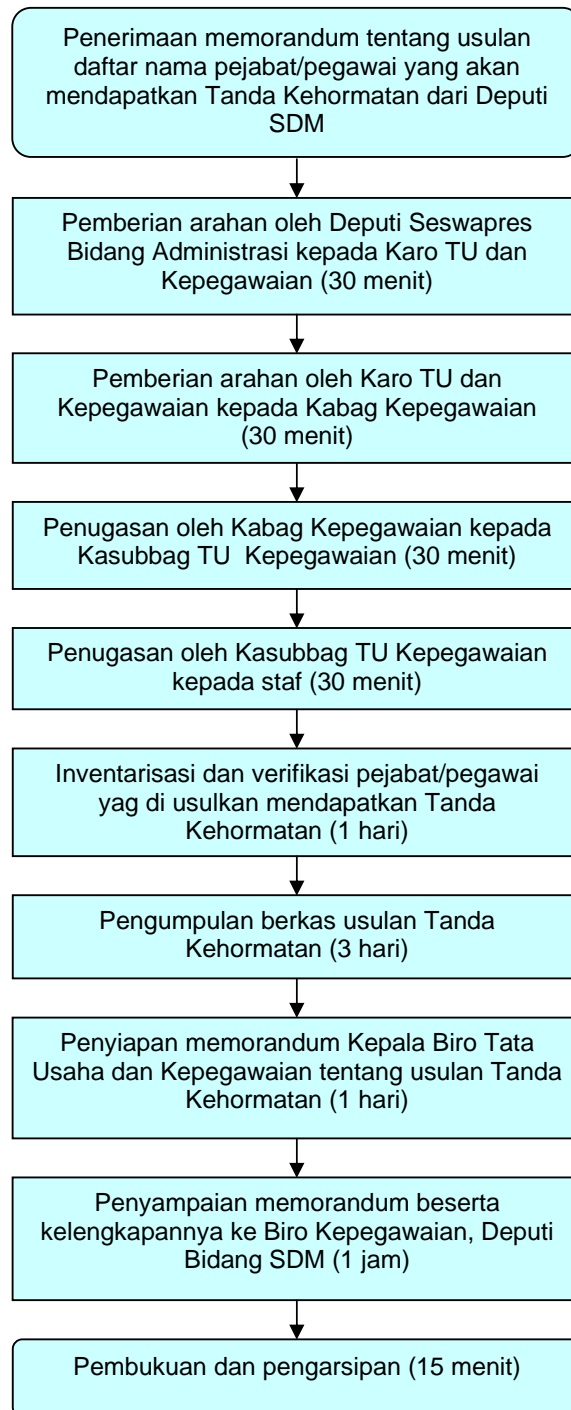 Penerimaan memorandum tentang usulan
daftar nama pejabat/pegawai yang akan
mendapatkan Tanda Kehormatan dari Deputi
SDM
Pemberian arahan oleh Deputi Seswapres
Bidang Administrasi kepada Karo TU dan
Kepegawaian (30 menit)
Pemberian arahan oleh Karo TU dan
Kepegawaian kepada Kabag Kepegawaian
(30 menit)
Penugasan oleh Kabag Kepegawaian kepada
Kasubbag TU  Kepegawaian (30 menit)
Penugasan oleh Kasubbag TU Kepegawaian
kepada staf (30 menit)
Inventarisasi dan verifikasi pejabat/pegawai
yag di usulkan mendapatkan Tanda
Kehormatan (1 hari)
Pengumpulan berkas usulan Tanda
Kehormatan (3 hari)
Penyiapan memorandum Kepala Biro Tata
Usaha dan Kepegawaian tentang usulan Tanda
Kehormatan (1 hari)
Penyampaian memorandum beserta
kelengkapannya ke Biro Kepegawaian, Deputi
Bidang SDM (1 jam)
Pembukuan dan pengarsipan (15 menit)